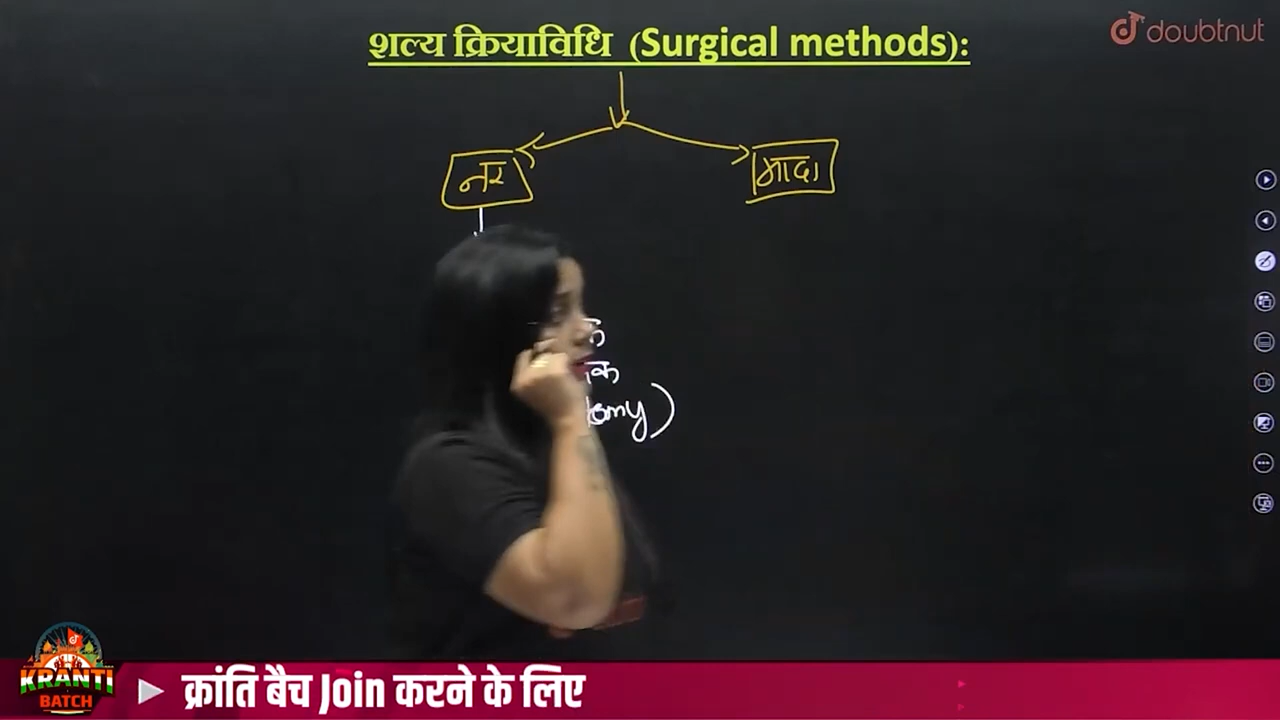 शल्य क्रियाविधि (Surgical methods):
doubtnut
नर
मादा
KRANTI
BATCH
क्रांति बैच Join करने के लिए